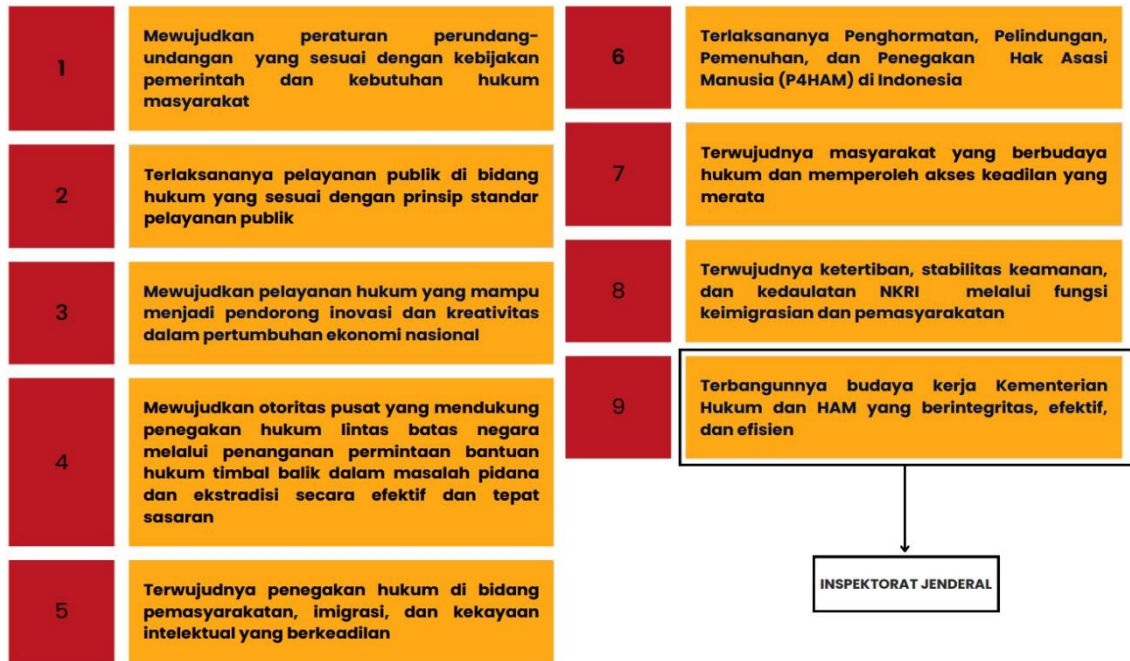 1
Mewujudkan peraturan perundang-
undangan yang sesuai dengan kebijakan
pemerintah dan kebutuhan hukum
masyarakat
2
Terlaksananya pelayanan publik di bidang
hukum yang sesuai dengan prinsip standar
pelayanan publik
3
Mewujudkan pelayanan hukum yang mampu
menjadi pendorong inovasi dan kreativitas
dalam pertumbuhan ekonomi nasional
4
Mewujudkan otoritas pusat yang mendukung
penegakan hukum lintas batas negara
melalui penanganan permintaan bantuan
hukum timbal balik dalam masalah pidana
dan ekstradisi secara efektif dan tepat
sasaran
5
Terwujudnya penegakan hukum di bidang
pemasyarakatan, imigrasi, dan kekayaan
intelektual yang berkeadilan
6
Terlaksananya Penghormatan, Pelindungan,
Pemenuhan, dan Penegakan Hak Asasi
Manusia (P4HAM) di Indonesia
7
Terwujudnya masyarakat yang berbudaya
hukum dan memperoleh akses keadilan yang
merata
8
Terwujudnya ketertiban, stabilitas keamanan,
dan kedaulatan NKRI melalui fungsi
keimigrasian dan pemasyarakatan
9
Terbangunnya budaya kerja Kementerian
Hukum dan HAM yang berintegritas, efektif,
dan efisien
INSPEKTORAT JENDERAL